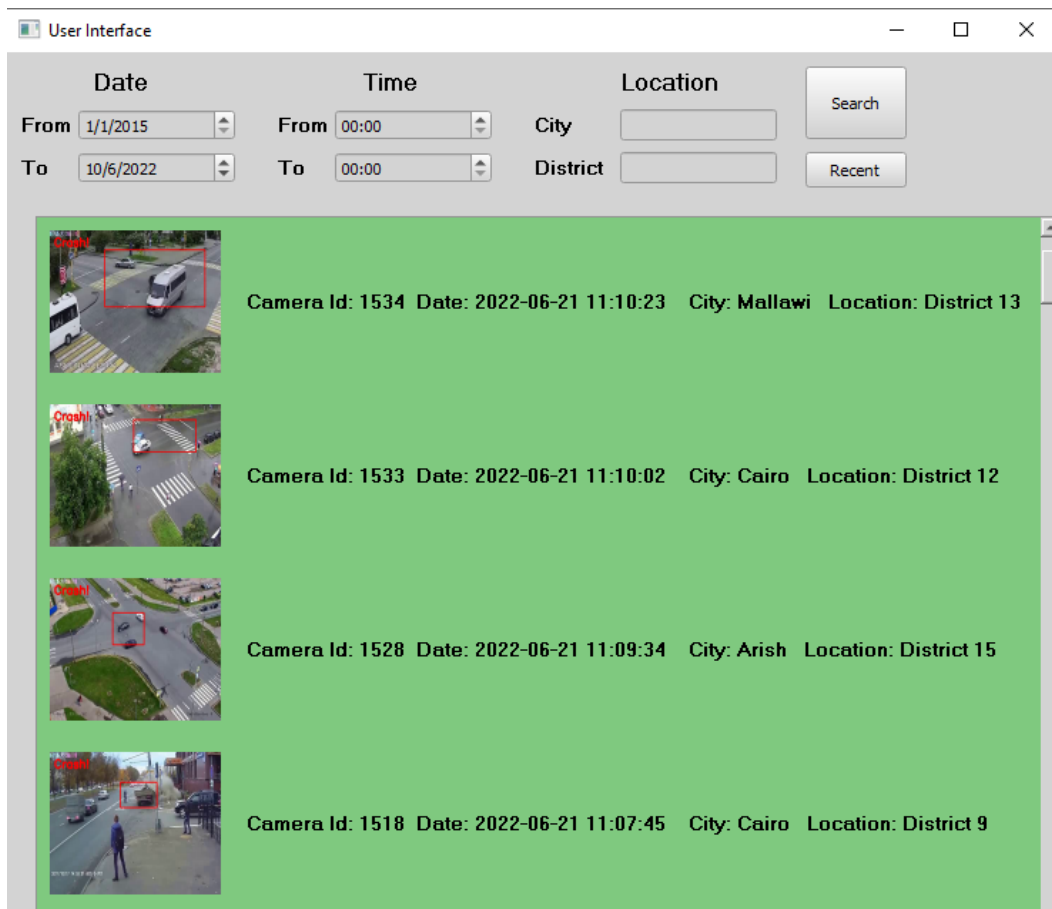 User Interface
Date Time Location
From 1/1/2015 From 00:00 City Search
To 10/6/2022 To 00:00 District Recent
Crash!
Camera Id: 1534 Date: 2022-06-21 11:10:23 City: Mallawi Location: District 13
Crash!
Camera Id: 1533 Date: 2022-06-21 11:10:02 City: Cairo Location: District 12
Crash!
Camera Id: 1528 Date: 2022-06-21 11:09:34 City: Arish Location: District 15
Crash!
Camera Id: 1518 Date: 2022-06-21 11:07:45 City: Cairo Location: District 9